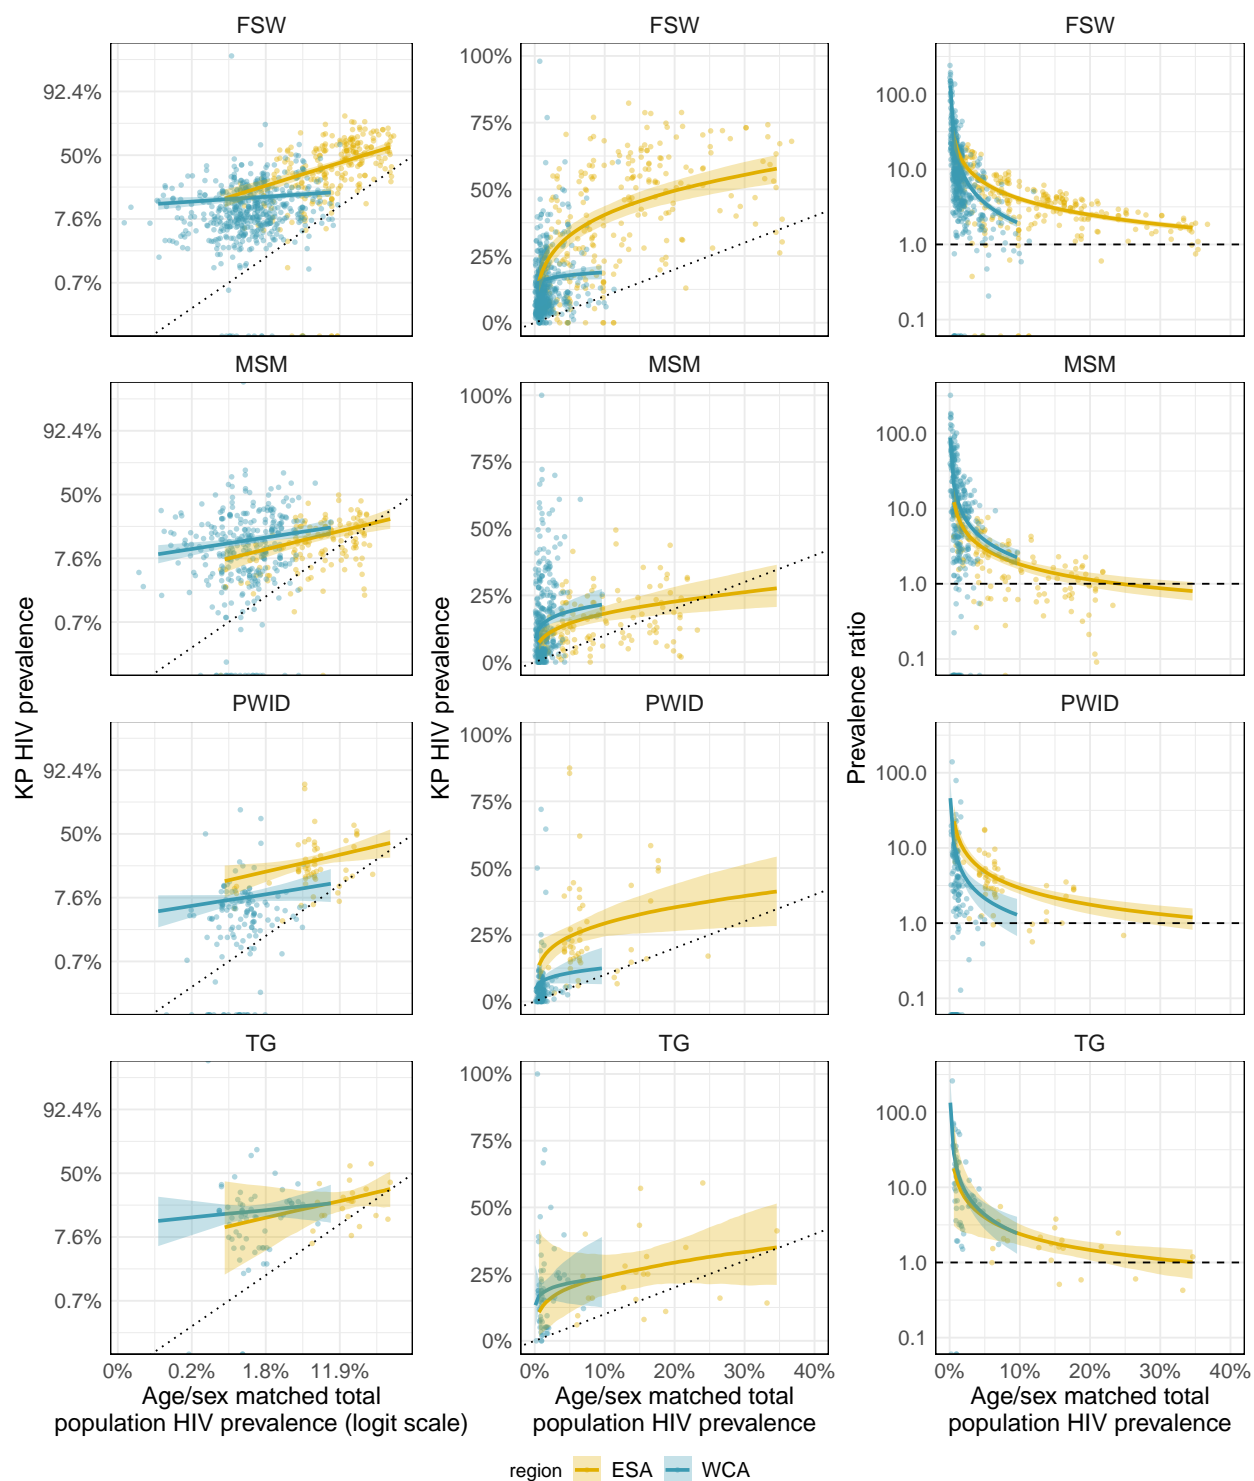 FSW
FSW
FSW
92.4%
50%
7.6%
0.7%
100%
75%
50%
25%
0%
100.0
10.0
1.0
0.1
MSM
MSM
MSM
92.4%
50%
7.6%
0.7%
100%
75%
50%
25%
0%
100.0
10.0
1.0
0.1
KP HIV prevalence
KP HIV prevalence
Prevalence ratio
PWID
PWID
PWID
92.4%
50%
7.6%
0.7%
100%
75%
50%
25%
0%
100.0
10.0
1.0
0.1
TG
TG
TG
92.4%
50%
7.6%
0.7%
100%
75%
50%
25%
0%
100.0
10.0
1.0
0.1
0% 0.2% 1.8% 11.9%
0% 10% 20% 30% 40%
0% 10% 20% 30% 40%
Age/sex matched total
population HIV prevalence (logit scale)
Age/sex matched total
population HIV prevalence
Age/sex matched total
population HIV prevalence
region ESA WCA